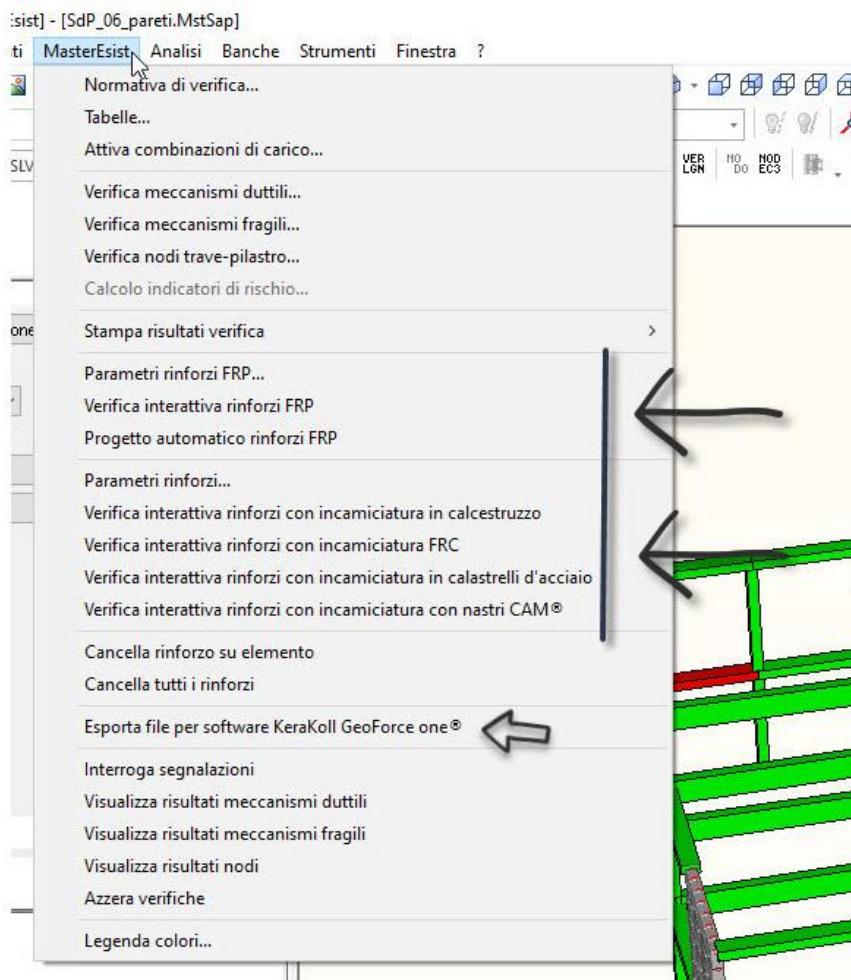 :sist] - [SdP_06_pareti.MstSap]
ti MasterEsist Analisi Banche Strumenti Finestra ?
Normativa di verifica...
Tabelle...
Attiva combinazioni di carico...
SLV
VER LGN NO DO NOD EC3
Verifica meccanismi duttili...
Verifica meccanismi fragili...
Verifica nodi trave-pilastro...
Calcolo indicatori di rischio...
one
Stampa risultati verifica
Parametri rinforzi FRP...
Verifica interattiva rinforzi FRP
Progetto automatico rinforzi FRP
Parametri rinforzi...
Verifica interattiva rinforzi con incamiciatura in calcestruzzo
Verifica interattiva rinforzi con incamiciatura FRC
Verifica interattiva rinforzi con incamiciatura in calastrelli d'acciaio
Verifica interattiva rinforzi con incamiciatura con nastri CAM®
Cancella rinforzo su elemento
Cancella tutti i rinforzi
Esporta file per software KeraKoll GeoForce one®
Interroga segnalazioni
Visualizza risultati meccanismi duttili
Visualizza risultati meccanismi fragili
Visualizza risultati nodi
Azzera verifiche
Legenda colori...